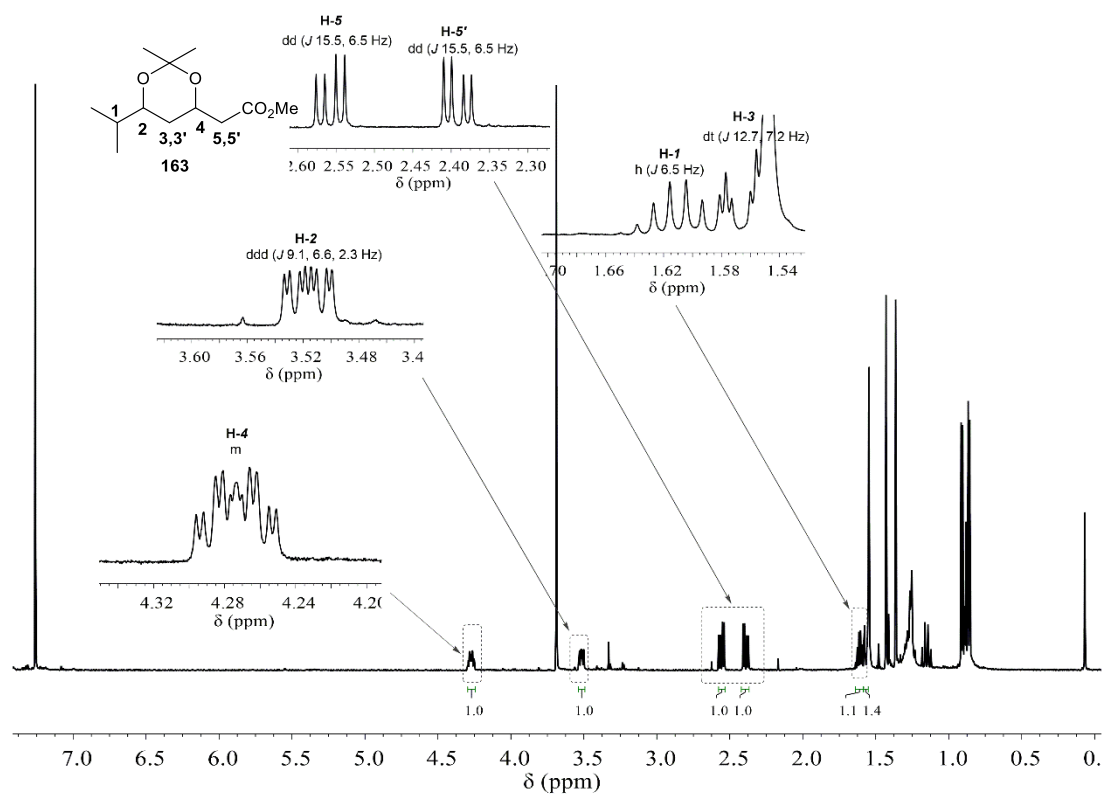 H-5
dd (J 15.5, 6.5 Hz)
H-5'
dd (J 15.5, 6.5 Hz)
O O
1 2 4 CO2Me
3,3' 5,5'
163
2.60 2.55 2.50 2.45 2.40 2.35 2.30
δ (ppm)
H-3
dt (J 12.7, 7.2 Hz)
H-1
h (J 6.5 Hz)
.70 1.66 1.62 1.58 1.54
δ (ppm)
H-2
ddd (J 9.1, 6.6, 2.3 Hz)
3.60 3.56 3.52 3.48 3.4
δ (ppm)
H-4
m
4.32 4.28 4.24 4.20
δ (ppm)
1.0 1.0 1.0 1.0 1.1 1.4
7.0 6.5 6.0 5.5 5.0 4.5 4.0 3.5 3.0 2.5 2.0 1.5 1.0 0.
δ (ppm)